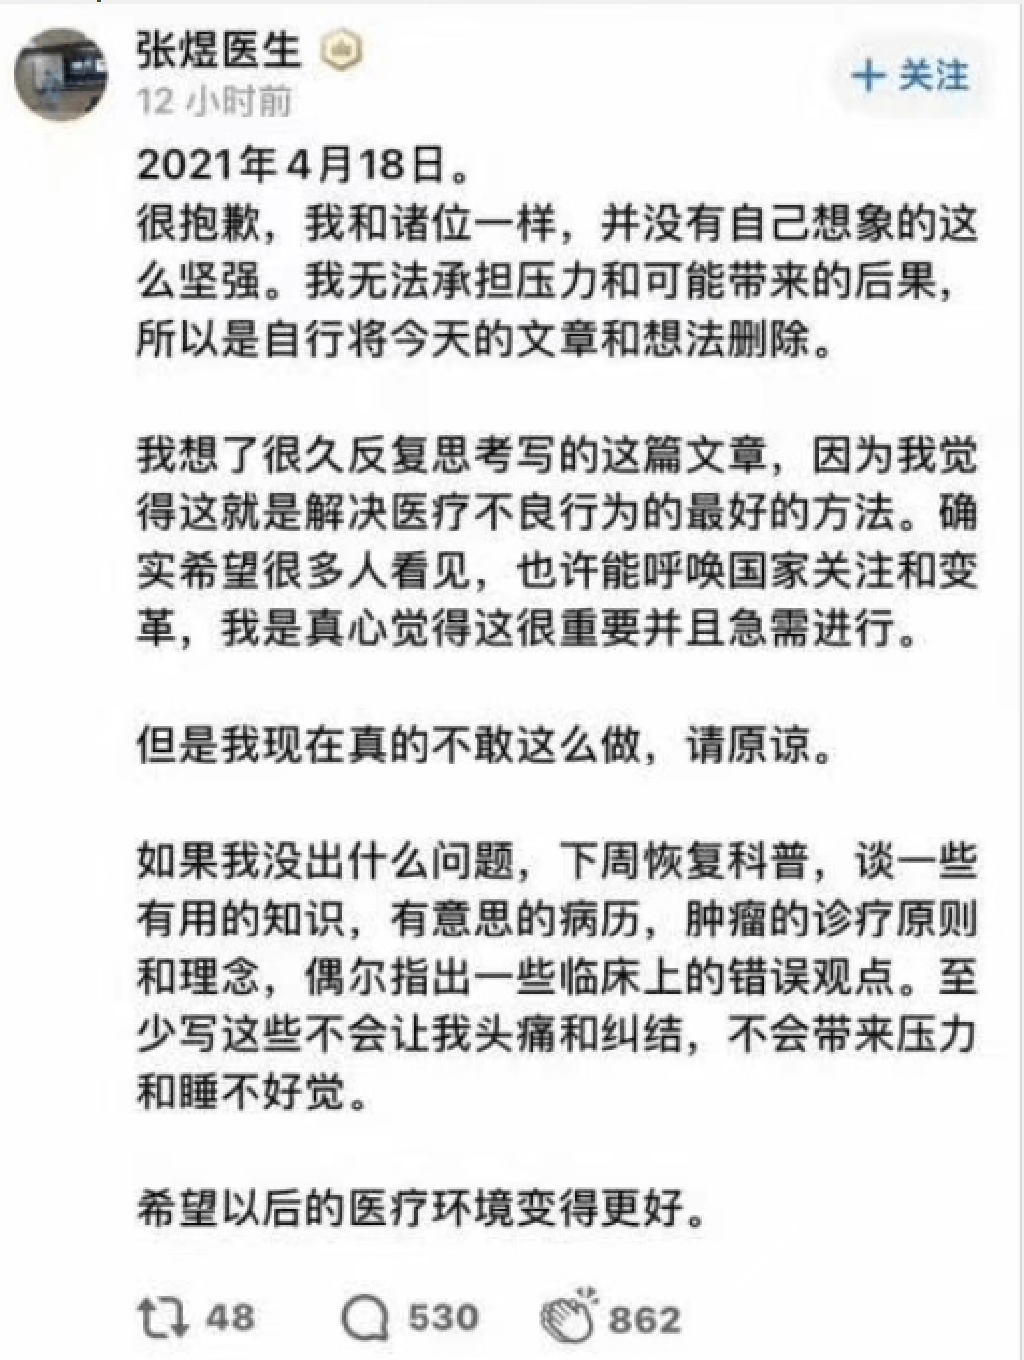 张煜医生
12 小时前
+ 关注
2021年4月18日。
很抱歉，我和诸位一样，并没有自己想象的这
么坚强。我无法承担压力和可能带来的后果，
所以是自行将今天的文章和想法删除。
我想了很久反复思考写的这篇文章，因为我觉
得这就是解决医疗不良行为的最好的方法。确
实希望很多人看见，也许能呼唤国家关注和变
革，我是真心觉得这很重要并且急需进行。
但是我现在真的不敢这么做，请原谅。
如果我没出什么问题，下周恢复科普，谈一些
有用的知识，有意思的病历，肿瘤的诊疗原则
和理念，偶尔指出一些临床上的错误观点。至
少写这些不会让我头痛和纠结，不会带来压力
和睡不好觉。
希望以后的医疗环境变得更好。
48 530 862